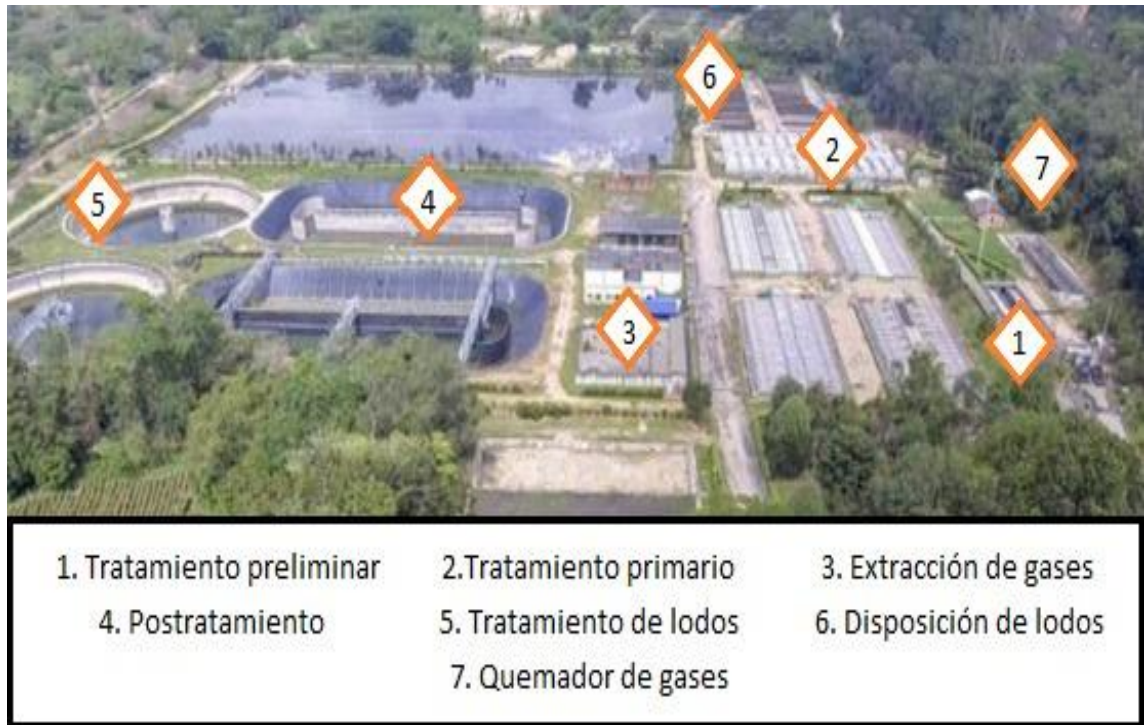 6
2
7
5
4
3
1
1. Tratamiento preliminar 2.Tratamiento primario 3. Extracción de gases
4. Postratamiento 5. Tratamiento de lodos 6. Disposición de lodos
7. Quemador de gases